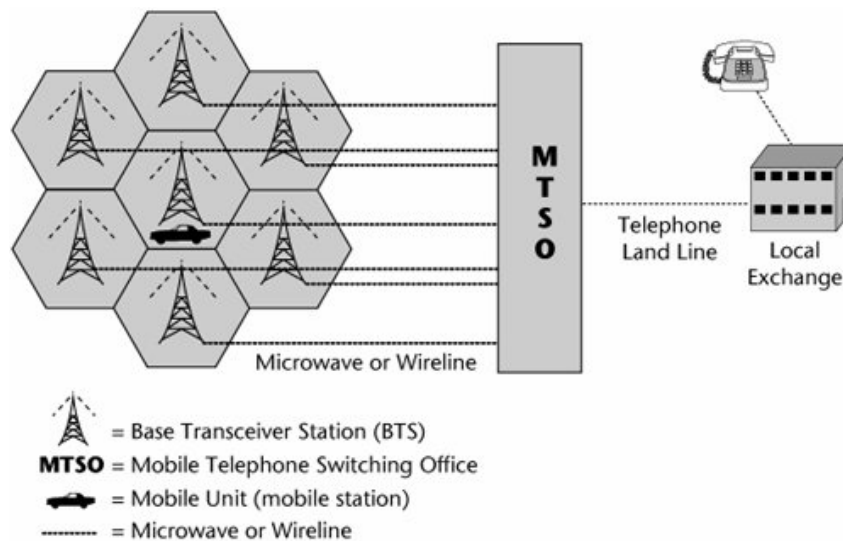 MTSO
Telephone
Land Line
Local
Exchange
Microwave or Wireline
= Base Transceiver Station (BTS)
MTSO = Mobile Telephone Switching Office
= Mobile Unit (mobile station)
= Microwave or Wireline